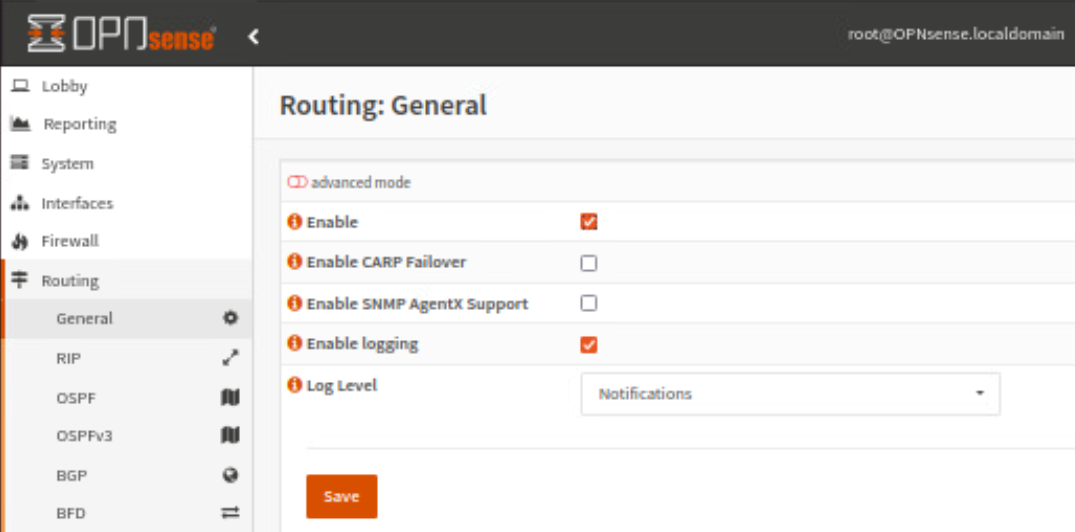 OPNsense
root@OPNsense.localdomain
Lobby
Reporting
System
Interfaces
Firewall
Routing
General
RIP
OSPF
OSPFv3
BGP
BFD
Routing: General
advanced mode
Enable
Enable CARP Failover
Enable SNMP AgentX Support
Enable logging
Log Level
Notifications
Save